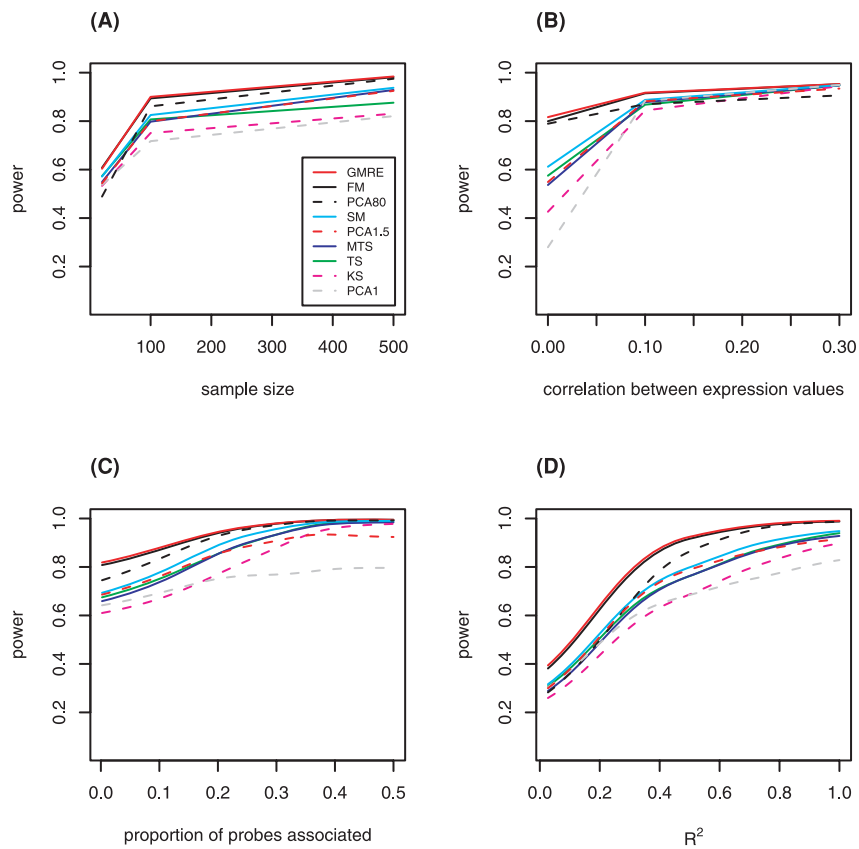 (A)
power
0.2 0.4 0.6 0.8 1.0
GMRE
FM
PCA80
SM
PCA1.5
MTS
TS
KS
PCA1
100 200 300 400 500
sample size
(B)
power
0.2 0.4 0.6 0.8 1.0
0.00 0.10 0.20 0.30
correlation between expression values
(C)
power
0.2 0.4 0.6 0.8 1.0
0.0 0.1 0.2 0.3 0.4 0.5
proportion of probes associated
(D)
power
0.2 0.4 0.6 0.8 1.0
0.0 0.2 0.4 0.6 0.8 1.0
R²